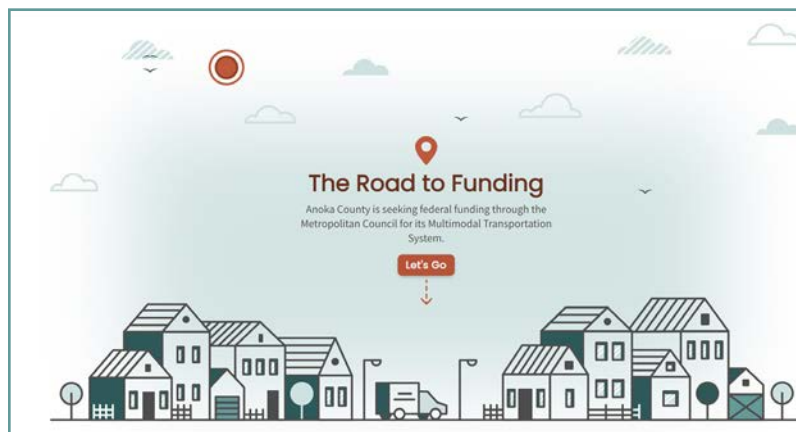 The Road to Funding
Anoka County is seeking federal funding through the
Metropolitan Council for its Multimodal Transportation
System.
Let's Go